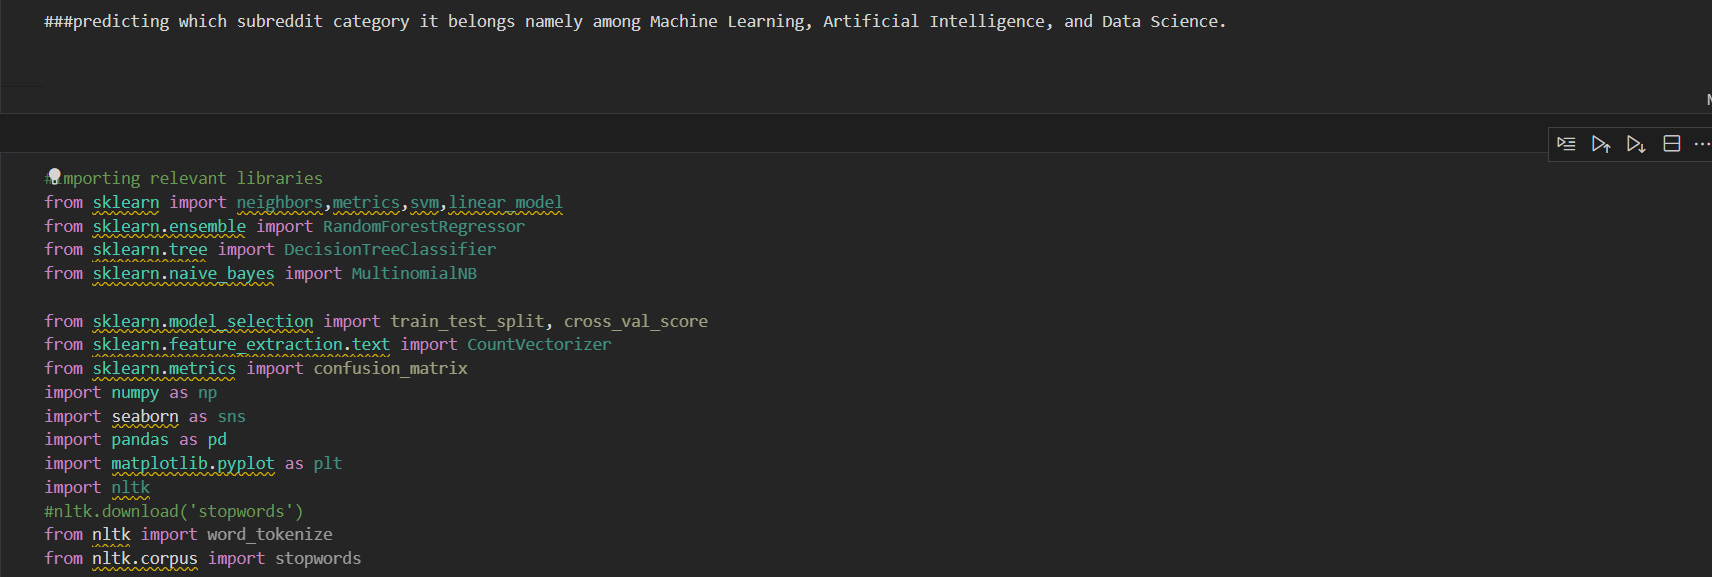 ###predicting which subreddit category it belongs namely among Machine Learning, Artificial Intelligence, and Data Science.
#importing relevant libraries
from sklearn import neighbors,metrics,svm,linear_model
from sklearn.ensemble import RandomForestRegressor
from sklearn.tree import DecisionTreeClassifier
from sklearn.naive_bayes import MultinomialNB
from sklearn.model_selection import train_test_split, cross_val_score
from sklearn.feature_extraction.text import CountVectorizer
from sklearn.metrics import confusion_matrix
import numpy as np
import seaborn as sns
import pandas as pd
import matplotlib.pyplot as plt
import nltk
#nltk.download('stopwords')
from nltk import word_tokenize
from nltk.corpus import stopwords